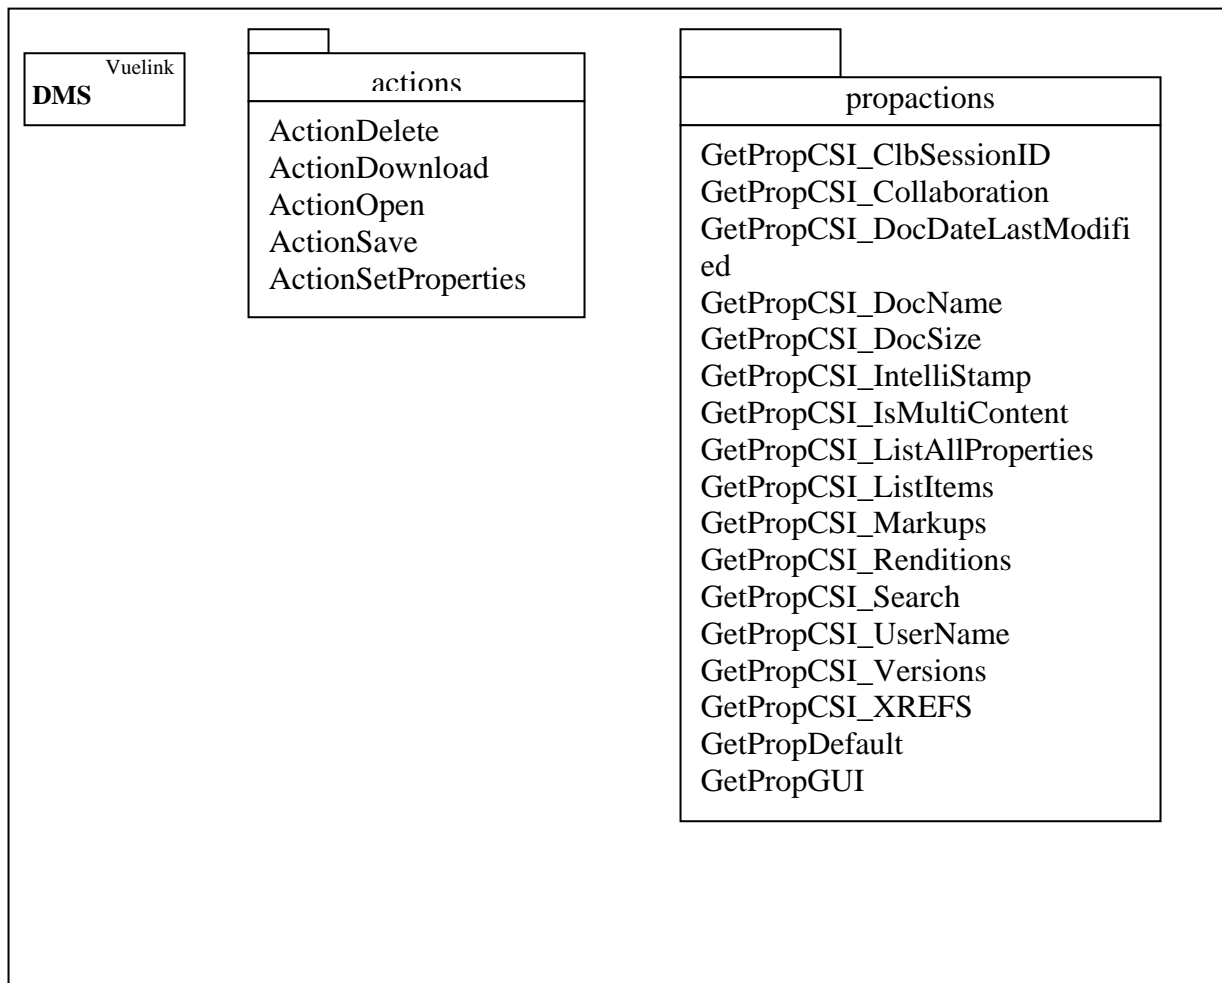 Vuelink
DMS
actions
ActionDelete
ActionDownload
ActionOpen
ActionSave
ActionSetProperties
propactions
GetPropCSI_ClbSessionID
GetPropCSI_Collaboration
GetPropCSI_DocDateLastModifi
ed
GetPropCSI_DocName
GetPropCSI_DocSize
GetPropCSI_IntelliStamp
GetPropCSI_IsMultiContent
GetPropCSI_ListAllProperties
GetPropCSI_ListItems
GetPropCSI_Markups
GetPropCSI_Renditions
GetPropCSI_Search
GetPropCSI_UserName
GetPropCSI_Versions
GetPropCSI_XREFS
GetPropDefault
GetPropGUI